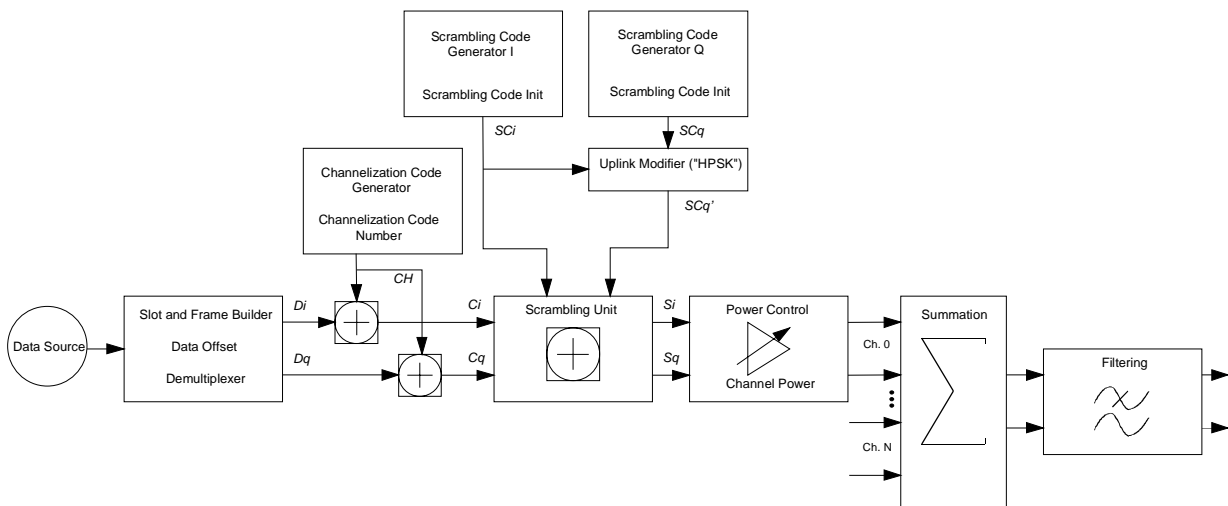 Scrambling Code
Generator I
Scrambling Code Init
Scrambling Code
Generator Q
Scrambling Code Init
SCi
SCq
Uplink Modifier ("HPSK")
SCq’
Channelization Code
Generator
Channelization Code
Number
CH
Data Source
Slot and Frame Builder
Data Offset
Demultiplexer
Di
Dq
Ci
Cq
Scrambling Unit
Si
Sq
Power Control
Channel Power
Ch. 0
Ch. N
Summation
Filtering